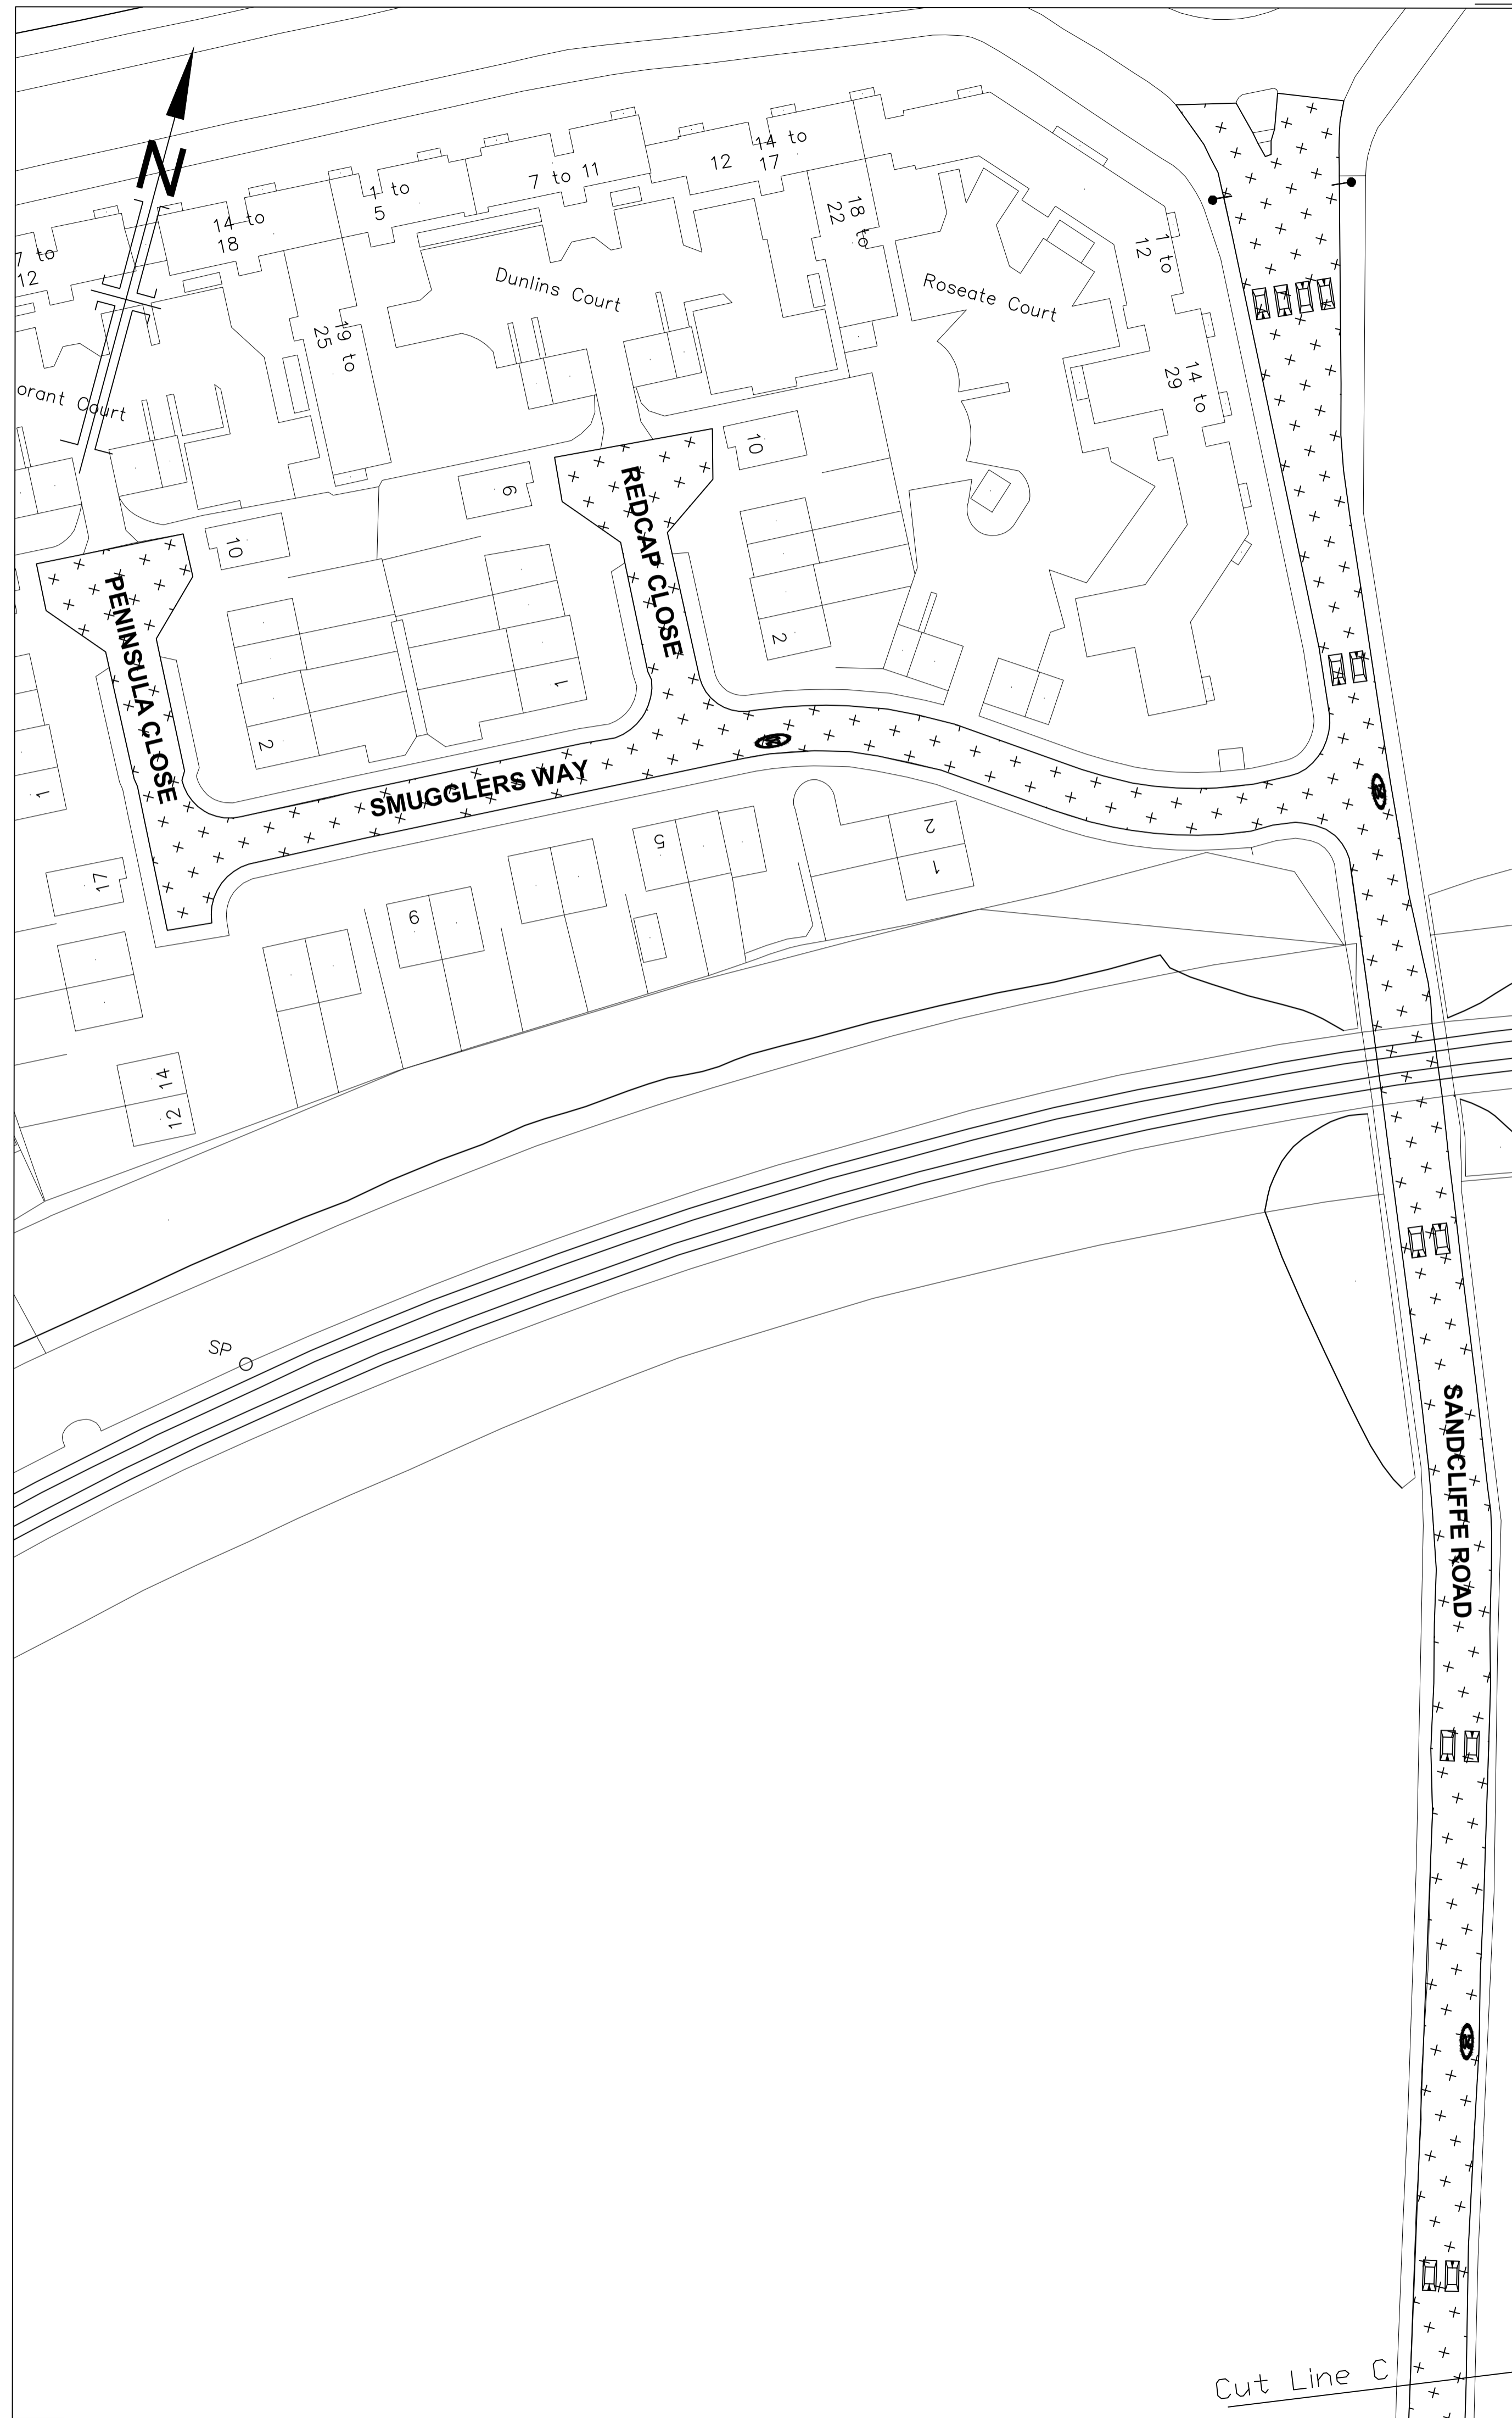 N
7 to
12
14 to
18
1 to
5
7 to 11
12
14 to
17
18 to
22
19 to
25
Dunlins Court
Roseate Court
1 to
12
14 to
29
orant Court
10
10
6
REDCAP CLOSE
PENINSULA CLOSE
2
2
1
1
SMUGGLERS WAY
5
2
1
17
9
14
12
SP
SANDCLIFFE ROAD
Cut Line C